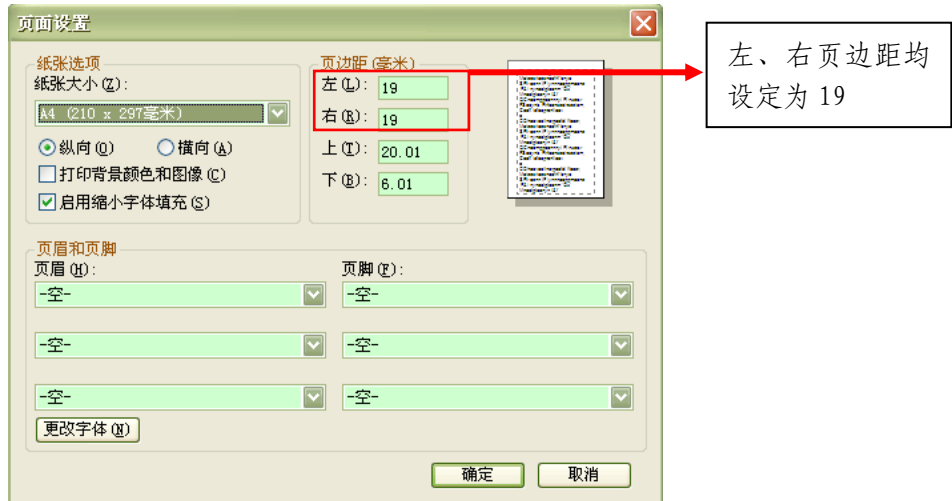 页面设置
纸张选项
纸张大小(Z):
A4 (210 x 297毫米)
纵向(O) 横向(A)
打印背景颜色和图像(C)
启用缩小字体填充(S)
页边距(毫米)
左(L): 19
右(R): 19
上(T): 20.01
下(B): 6.01
左、右页边距均
设定为 19
页眉和页脚
页眉(H): 页脚(F):
-空- -空-
-空- -空-
-空- -空-
更改字体(N)
确定 取消